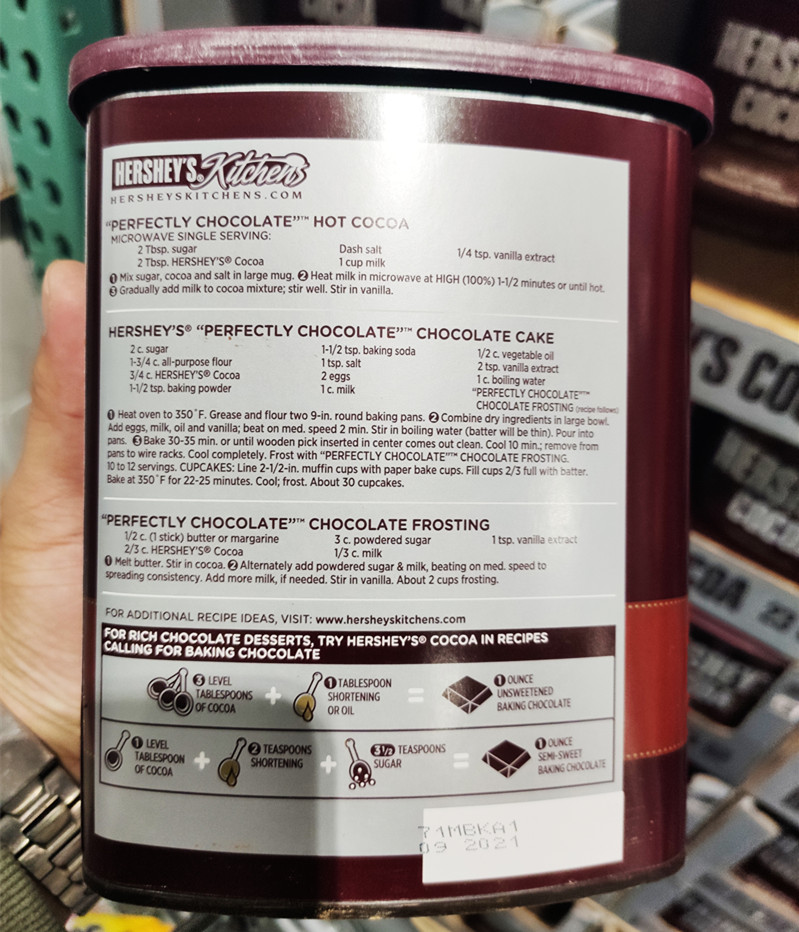 HERSHEY'S Kitchens
HERSHEYSKITCHENS.COM
"PERFECTLY CHOCOLATE"™ HOT COCOA
MICROWAVE SINGLE SERVING:
2 Tbsp. sugar Dash salt 1/4 tsp. vanilla extract
2 Tbsp. HERSHEY'S® Cocoa 1 cup milk
❶ Mix sugar, cocoa and salt in large mug. ❷ Heat milk in microwave at HIGH (100%) 1-1/2 minutes or until hot.
❸ Gradually add milk to cocoa mixture; stir well. Stir in vanilla.
HERSHEY'S® "PERFECTLY CHOCOLATE"™ CHOCOLATE CAKE
2 c. sugar 1-1/2 tsp. baking soda 1/2 c. vegetable oil
1-3/4 c. all-purpose flour 1 tsp. salt 2 tsp. vanilla extract
3/4 c. HERSHEY'S® Cocoa 2 eggs 1 c. boiling water
1-1/2 tsp. baking powder 1 c. milk "PERFECTLY CHOCOLATE"™
CHOCOLATE FROSTING (recipe follows)
❶ Heat oven to 350˚F. Grease and flour two 9-in. round baking pans. ❷ Combine dry ingredients in large bowl.
Add eggs, milk, oil and vanilla; beat on med. speed 2 min. Stir in boiling water (batter will be thin). Pour into
pans. ❸ Bake 30-35 min. or until wooden pick inserted in center comes out clean. Cool 10 min.; remove from
pans to wire racks. Cool completely. Frost with "PERFECTLY CHOCOLATE"™ CHOCOLATE FROSTING.
10 to 12 servings. CUPCAKES: Line 2-1/2-in. muffin cups with paper bake cups. Fill cups 2/3 full with batter.
Bake at 350˚F for 22-25 minutes. Cool; frost. About 30 cupcakes.
"PERFECTLY CHOCOLATE"™ CHOCOLATE FROSTING
1/2 c. (1 stick) butter or margarine 3 c. powdered sugar 1 tsp. vanilla extract
2/3 c. HERSHEY'S® Cocoa 1/3 c. milk
❶ Melt butter. Stir in cocoa. ❷ Alternately add powdered sugar & milk, beating on med. speed to
spreading consistency. Add more milk, if needed. Stir in vanilla. About 2 cups frosting.
FOR ADDITIONAL RECIPE IDEAS, VISIT: www.hersheyskitchens.com
FOR RICH CHOCOLATE DESSERTS, TRY HERSHEY'S® COCOA IN RECIPES
CALLING FOR BAKING CHOCOLATE
❸ LEVEL
TABLESPOONS
OF COCOA
+
❶ TABLESPOON
SHORTENING
OR OIL
=
❶ OUNCE
UNSWEETENED
BAKING CHOCOLATE
❶ LEVEL
TABLESPOON
OF COCOA
+
❷ TEASPOONS
SHORTENING
+
3 1/2 TEASPOONS
SUGAR
=
❶ OUNCE
SEMI-SWEET
BAKING CHOCOLATE
71MBKA1
09 2021